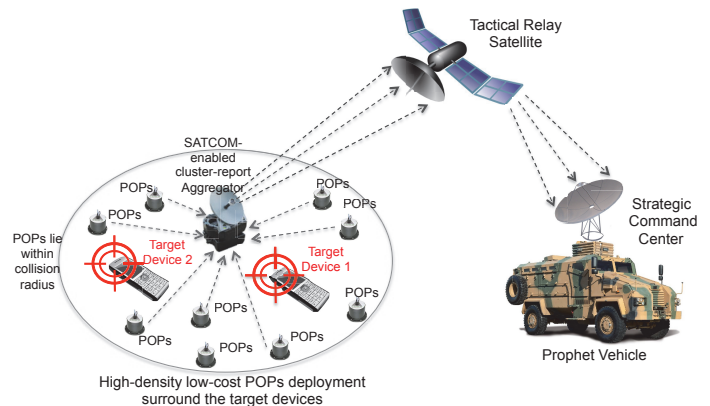 Tactical Relay
Satellite
SATCOM-
enabled
cluster-report
Aggregator
POPs
POPs
POPs
POPs
POPs
POPs lie
within
collision
radius
Target
Device 2
Target
Device 1
POPs
POPs
POPs
POPs
POPs
Strategic
Command
Center
Prophet Vehicle
High-density low-cost POPs deployment
surround the target devices